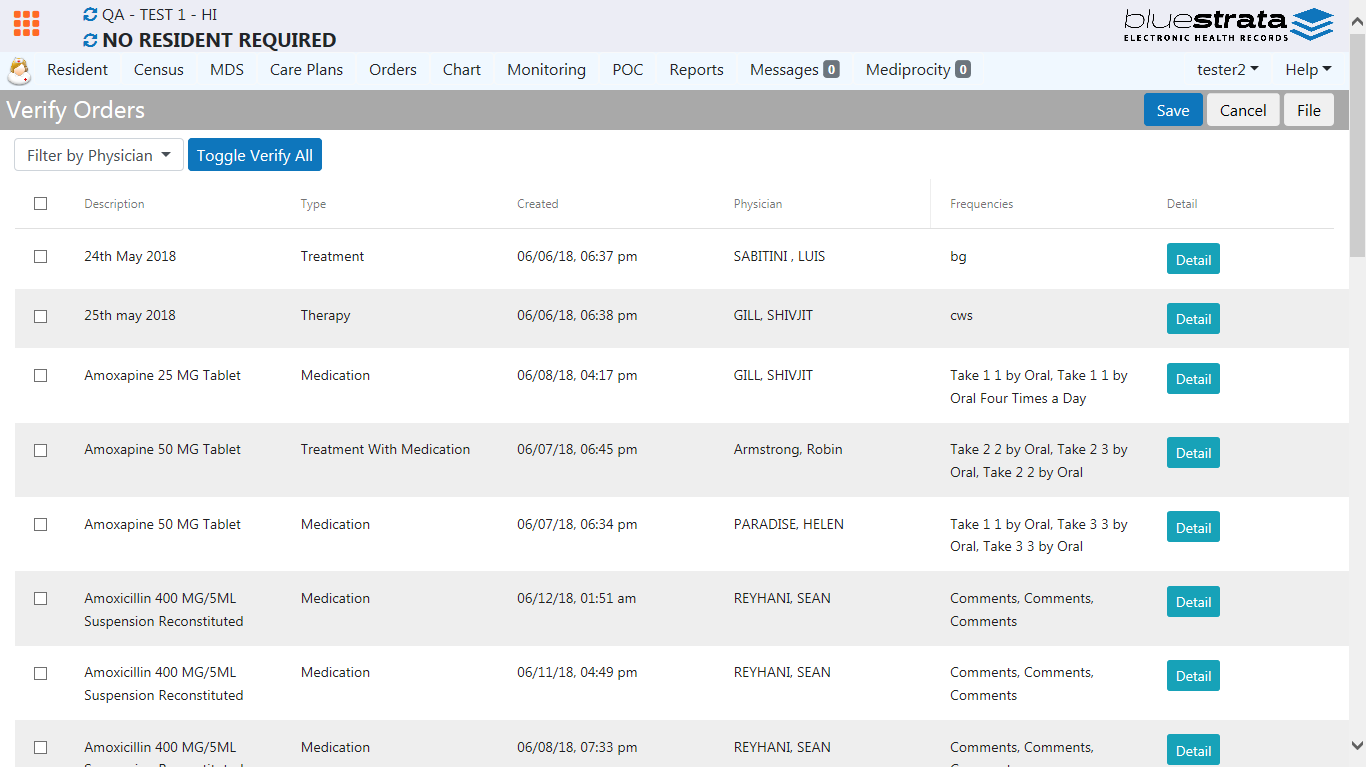 QA - TEST 1 - HI
NO RESIDENT REQUIRED
bluestrata
ELECTRONIC HEALTH RECORDS
Resident Census MDS Care Plans Orders Chart Monitoring POC Reports Messages 0 Mediprocity 0 tester2 Help
Verify Orders Save Cancel File
Filter by Physician Toggle Verify All
Description Type Created Physician Frequencies Detail
24th May 2018 Treatment 06/06/18, 06:37 pm SABITINI , LUIS bg Detail
25th may 2018 Therapy 06/06/18, 06:38 pm GILL, SHIVJIT cws Detail
Amoxapine 25 MG Tablet Medication 06/08/18, 04:17 pm GILL, SHIVJIT Take 1 1 by Oral, Take 1 1 by Detail
Oral Four Times a Day
Amoxapine 50 MG Tablet Treatment With Medication 06/07/18, 06:45 pm Armstrong, Robin Take 2 2 by Oral, Take 2 3 by Detail
Oral, Take 2 2 by Oral
Amoxapine 50 MG Tablet Medication 06/07/18, 06:34 pm PARADISE, HELEN Take 1 1 by Oral, Take 3 3 by Detail
Oral, Take 3 3 by Oral
Amoxicillin 400 MG/5ML Medication 06/12/18, 01:51 am REYHANI, SEAN Comments, Comments, Detail
Suspension Reconstituted Comments
Amoxicillin 400 MG/5ML Medication 06/11/18, 04:49 pm REYHANI, SEAN Comments, Comments, Detail
Suspension Reconstituted Comments
Amoxicillin 400 MG/5ML Medication 06/08/18, 07:33 pm REYHANI, SEAN Comments, Comments, Detail